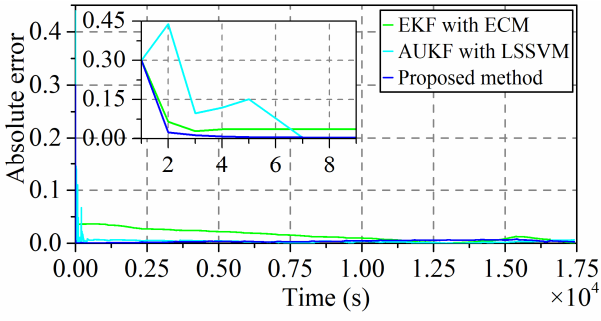 Absolute error
0.4
0.3
0.2
0.1
0.0
0.45
0.30
0.15
0.00
2
4
6
8
EKF with ECM
AUKF with LSSVM
Proposed method
0.00 0.25 0.50 0.75 1.00 1.25 1.50 1.75
Time (s)
×10⁴